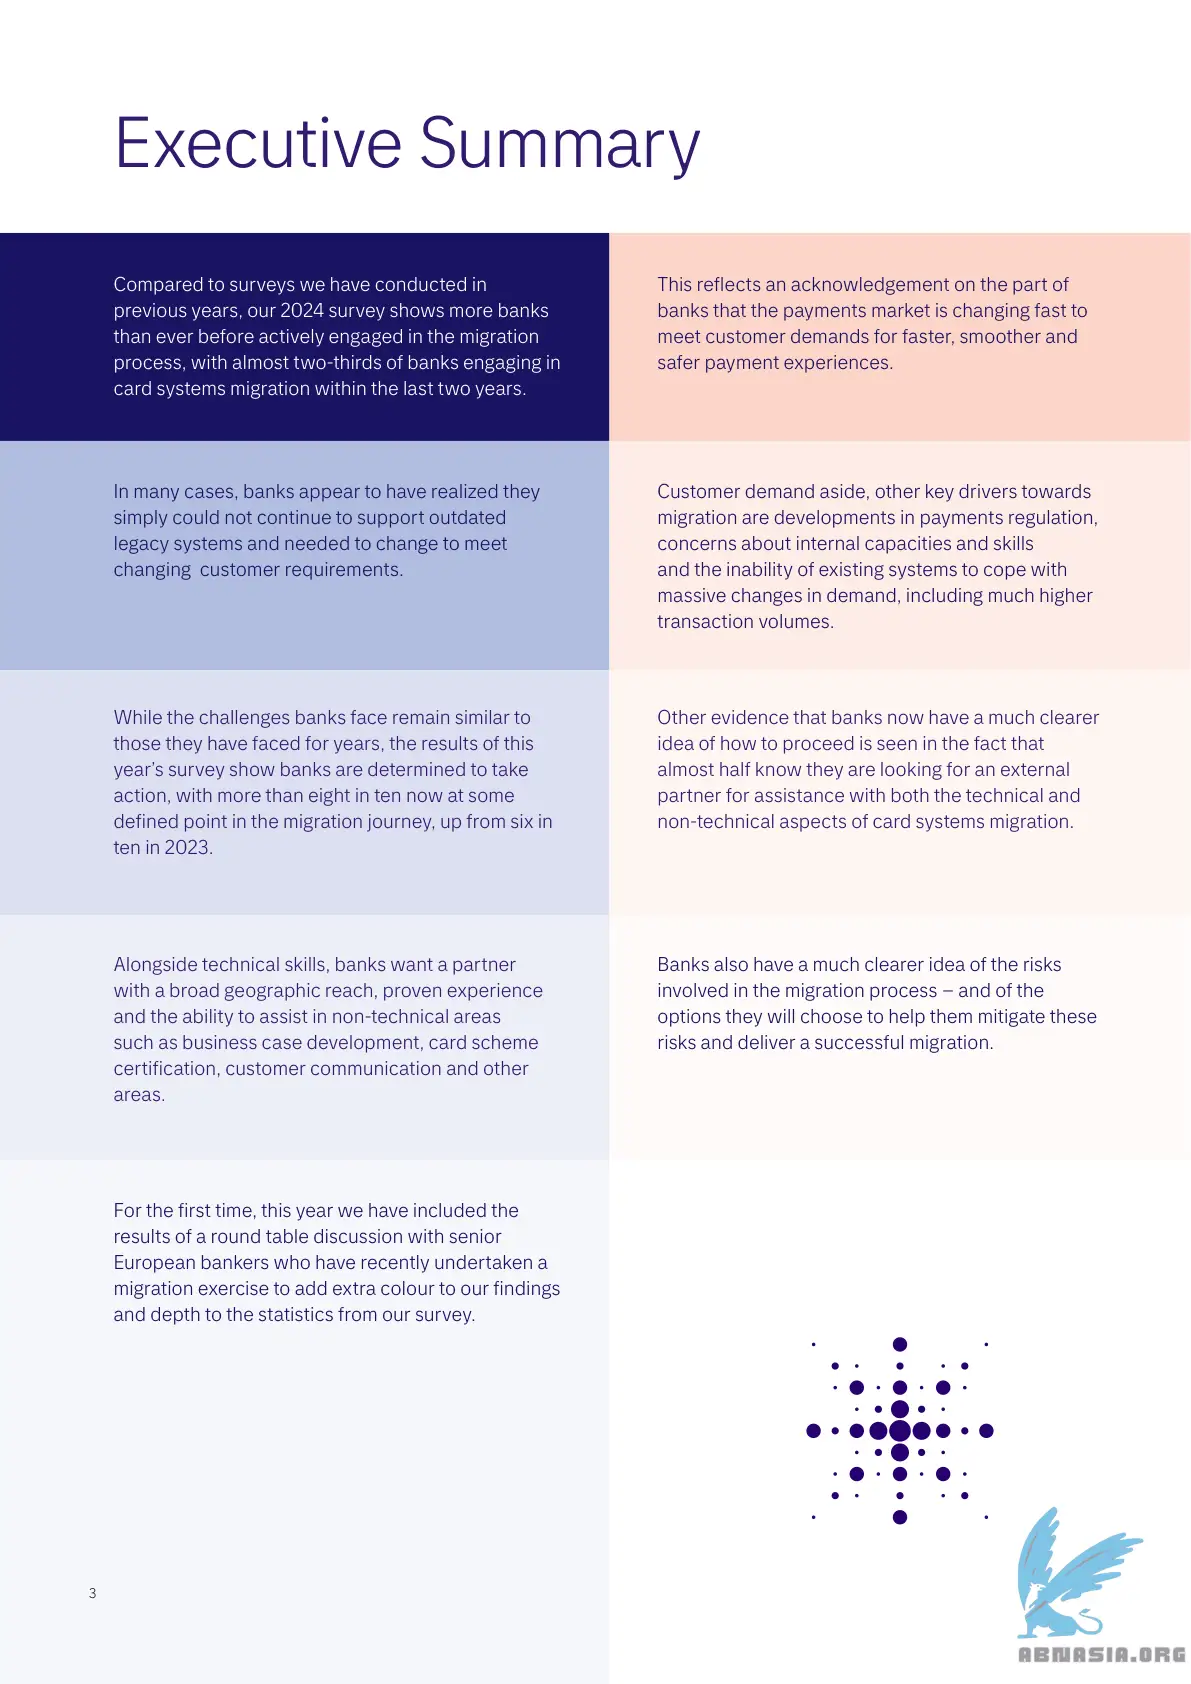 Executive Summary
Compared to surveys we have conducted in
previous years, our 2024 survey shows more banks
than ever before actively engaged in the migration
process, with almost two-thirds of banks engaging in
card systems migration within the last two years.
This reflects an acknowledgement on the part of
banks that the payments market is changing fast to
meet customer demands for faster, smoother and
safer payment experiences.
In many cases, banks appear to have realized they
simply could not continue to support outdated
legacy systems and needed to change to meet
changing  customer requirements.
Customer demand aside, other key drivers towards
migration are developments in payments regulation,
concerns about internal capacities and skills
and the inability of existing systems to cope with
massive changes in demand, including much higher
transaction volumes.
While the challenges banks face remain similar to
those they have faced for years, the results of this
year’s survey show banks are determined to take
action, with more than eight in ten now at some
defined point in the migration journey, up from six in
ten in 2023.
Other evidence that banks now have a much clearer
idea of how to proceed is seen in the fact that
almost half know they are looking for an external
partner for assistance with both the technical and
non-technical aspects of card systems migration.
Alongside technical skills, banks want a partner
with a broad geographic reach, proven experience
and the ability to assist in non-technical areas
such as business case development, card scheme
certification, customer communication and other
areas.
Banks also have a much clearer idea of the risks
involved in the migration process – and of the
options they will choose to help them mitigate these
risks and deliver a successful migration.
For the first time, this year we have included the
results of a round table discussion with senior
European bankers who have recently undertaken a
migration exercise to add extra colour to our findings
and depth to the statistics from our survey.
3
ABNASIA.ORG